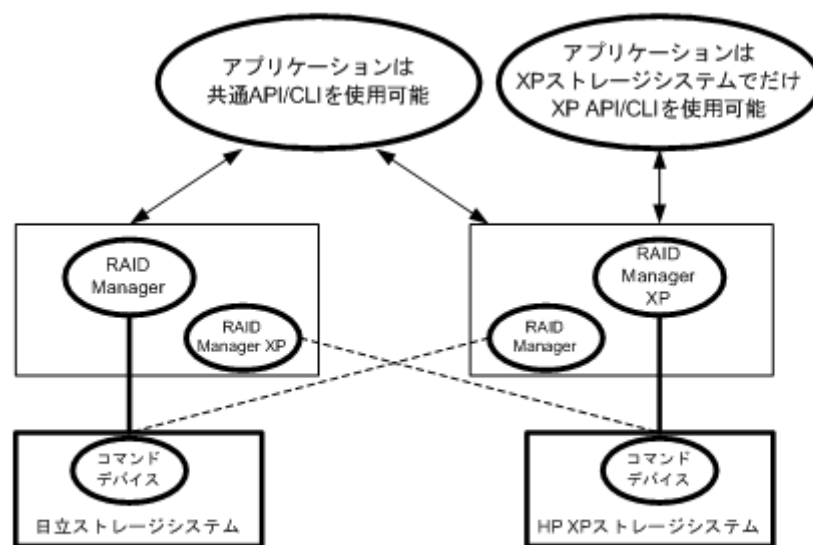 アプリケーションは
共通API/CLIを使用可能
アプリケーションは
XPストレージシステムでだけ
XP API/CLIを使用可能
RAID
Manager
RAID
Manager XP
RAID
Manager
XP
RAID
Manager
コマンド
デバイス
日立ストレージシステム
コマンド
デバイス
HP XPストレージシステム